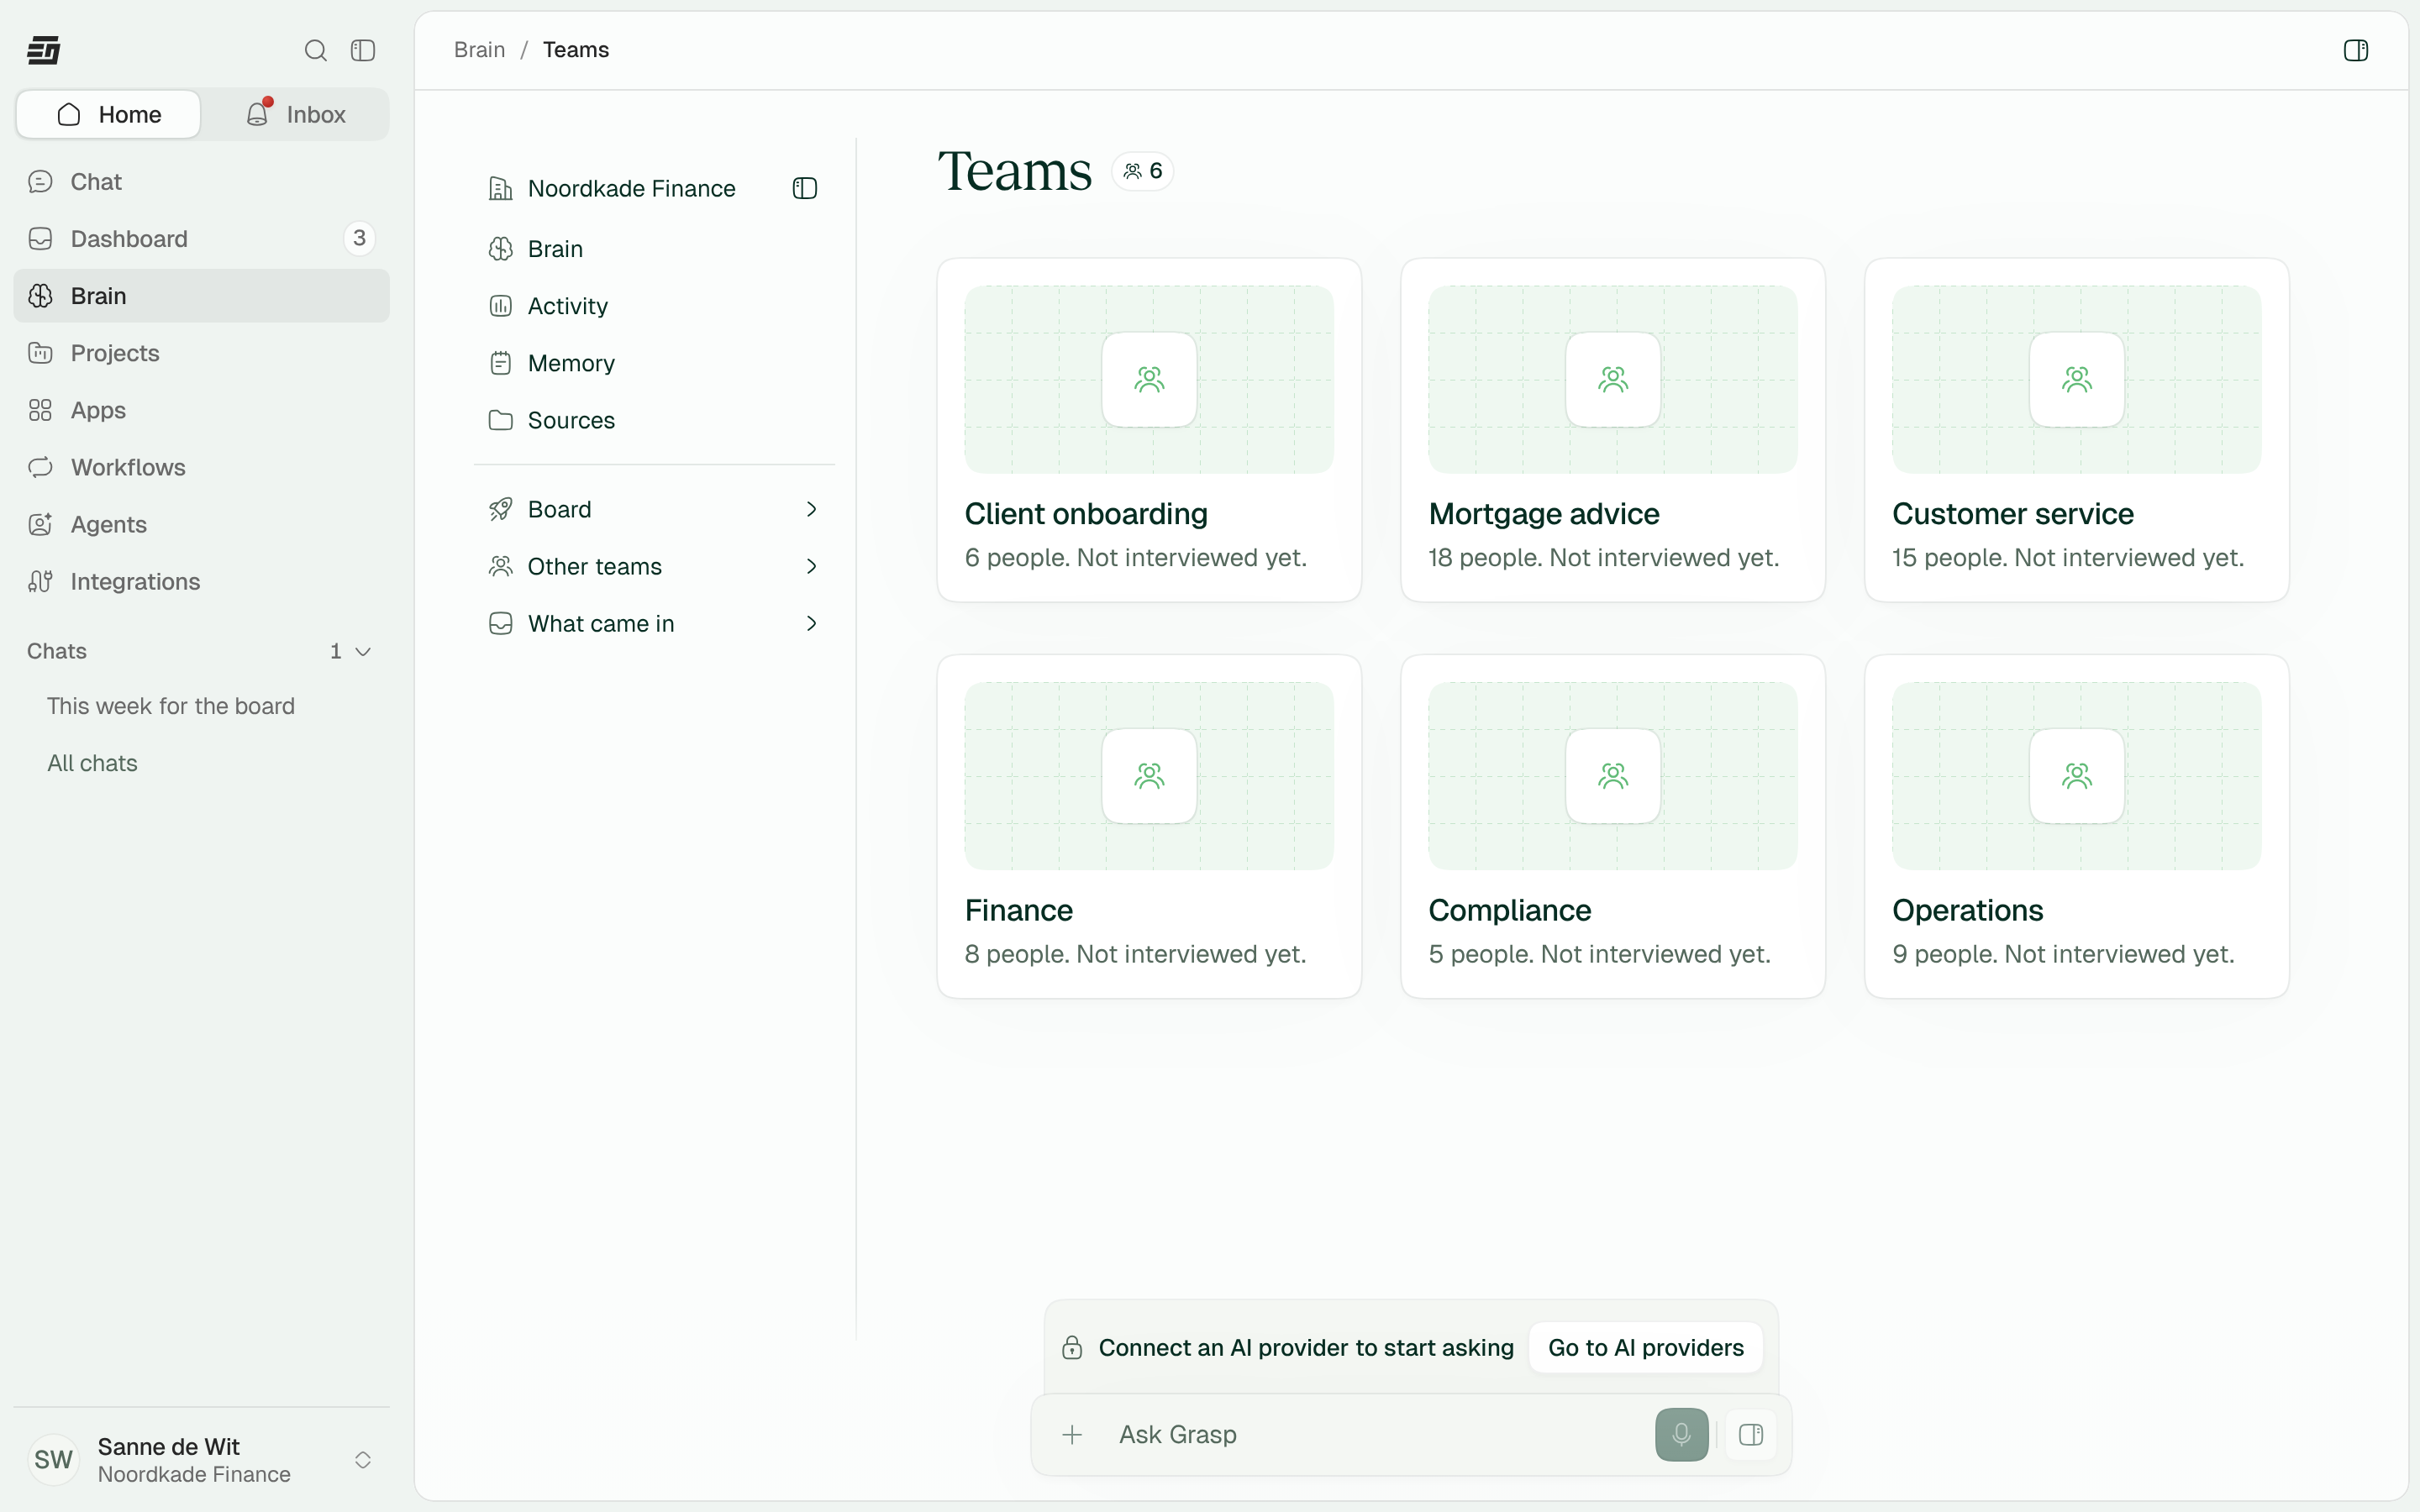 Home
Inbox
Chat
Dashboard
3
Brain
Projects
Apps
Workflows
Agents
Integrations
Chats
1
This week for the board
All chats
SW
Sanne de Wit
Noordkade Finance
Brain / Teams
Noordkade Finance
Brain
Activity
Memory
Sources
Board
Other teams
What came in
Teams
6
Client onboarding
6 people. Not interviewed yet.
Mortgage advice
18 people. Not interviewed yet.
Customer service
15 people. Not interviewed yet.
Finance
8 people. Not interviewed yet.
Compliance
5 people. Not interviewed yet.
Operations
9 people. Not interviewed yet.
Connect an AI provider to start asking
Go to AI providers
Ask Grasp